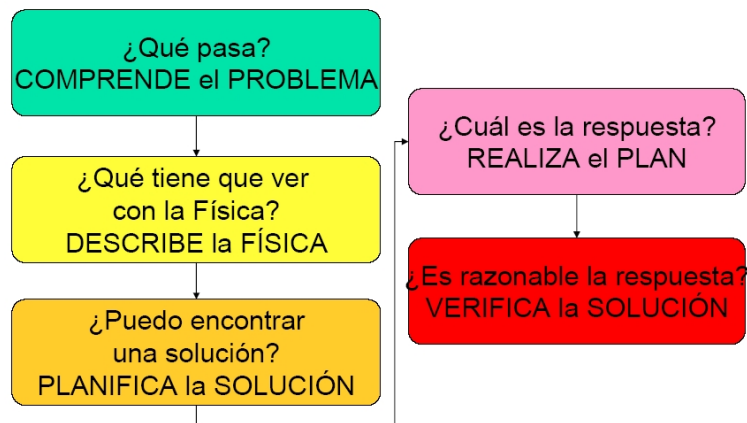 ¿Qué pasa?
COMPRENDE el PROBLEMA
¿Qué tiene que ver
con la Física?
DESCRIBE la FÍSICA
¿Puedo encontrar
una solución?
PLANIFICA la SOLUCIÓN
¿Cuál es la respuesta?
REALIZA el PLAN
¿Es razonable la respuesta?
VERIFICA la SOLUCIÓN